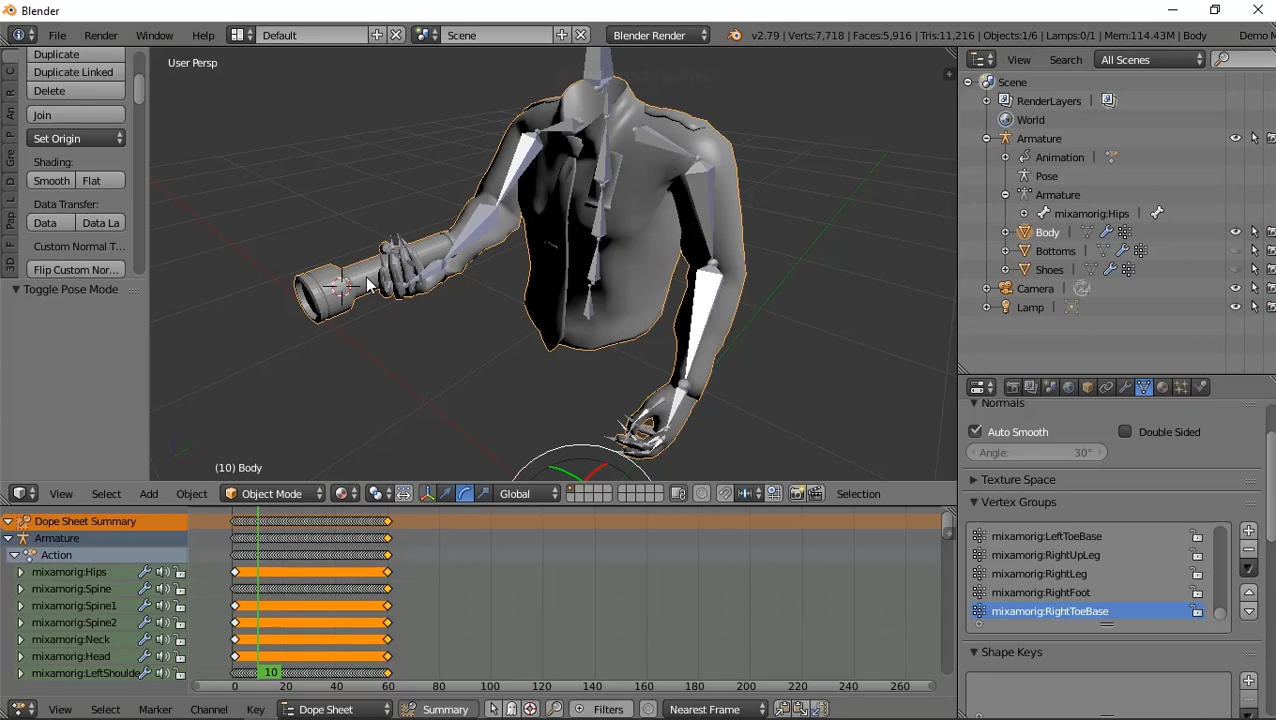 Blender
File Render Window Help Default Scene Blender Render v2.79 | Verts:7,718 | Faces:5,916 | Tris:11,216 | Objects:1/6 | Lamps:0/1 | Mem:114.43M | Body Demo M
Duplicate
Duplicate Linked
Delete
Join
Set Origin
Shading:
Smooth Flat
Data Transfer:
Data Data La
Custom Normal T...
Flip Custom Nor...
Toggle Pose Mode
C
R
An
P
Gre
D
L
Pap
F
3D
User Persp
(10) Body
View Search All Scenes
Scene
RenderLayers
World
Armature
Animation
Pose
Armature
mixamorig:Hips
Body
Bottoms
Shoes
Camera
Lamp
Normals
Auto Smooth Double Sided
Angle: 30°
Texture Space
Vertex Groups
mixamorig:LeftToeBase
mixamorig:RightUpLeg
mixamorig:RightLeg
mixamorig:RightFoot
mixamorig:RightToeBase
Shape Keys
View Select Add Object Object Mode Global Selection
Dope Sheet Summary
Armature
Action
mixamorig:Hips
mixamorig:Spine
mixamorig:Spine1
mixamorig:Spine2
mixamorig:Neck
mixamorig:Head
mixamorig:LeftShoulde
10
0 20 40 60 80 100 120 140 160 180 200 220 240 260
View Select Marker Channel Key Dope Sheet Summary Filters Nearest Frame